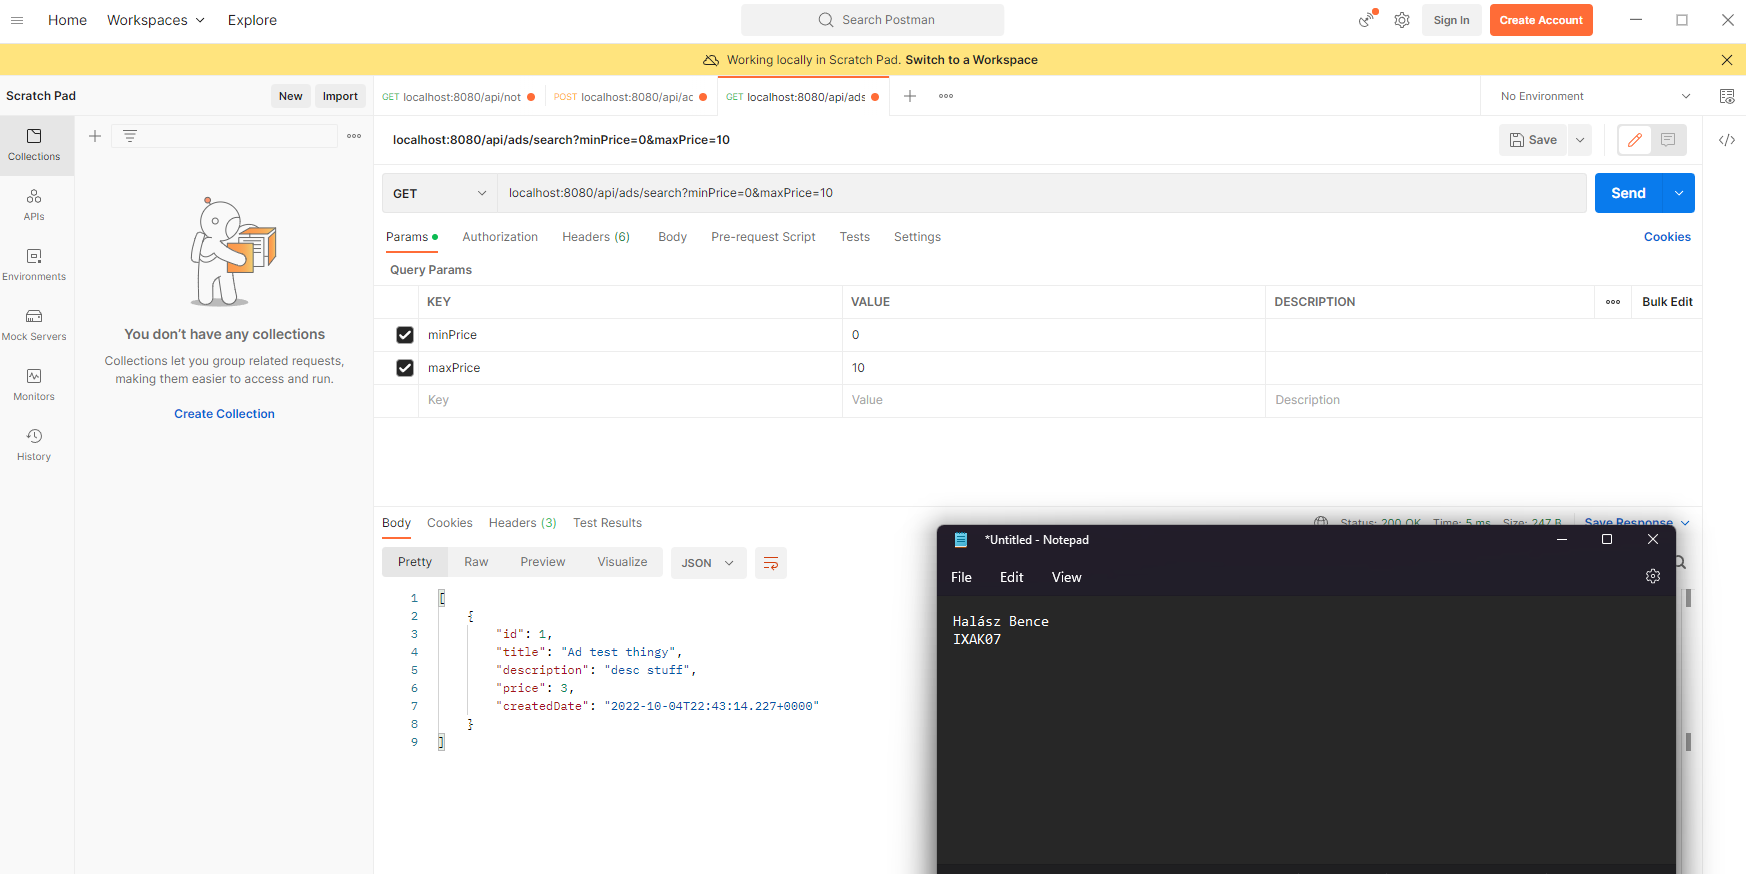 Home Workspaces Explore
Search Postman
Sign In Create Account
Working locally in Scratch Pad. Switch to a Workspace
Scratch Pad New Import
GET localhost:8080/api/not
POST localhost:8080/api/ac
GET localhost:8080/api/ads
No Environment
Collections
APIs
Environments
Mock Servers
Monitors
History
You don't have any collections
Collections let you group related requests,
making them easier to access and run.
Create Collection
localhost:8080/api/ads/search?minPrice=0&maxPrice=10
Save
GET localhost:8080/api/ads/search?minPrice=0&maxPrice=10
Send
Params Authorization Headers (6) Body Pre-request Script Tests Settings Cookies
Query Params
KEY VALUE DESCRIPTION Bulk Edit
minPrice 0
maxPrice 10
Key Value Description
Body Cookies Headers (3) Test Results Status: 200 OK Time: 5 ms Size: 247 B Save Response
Pretty Raw Preview Visualize JSON
1 [
2 {
3 "id": 1,
4 "title": "Ad test thingy",
5 "description": "desc stuff",
6 "price": 3,
7 "createdDate": "2022-10-04T22:43:14.227+0000"
8 }
9 ]
*Untitled - Notepad
File Edit View
Halász Bence
IXAK07